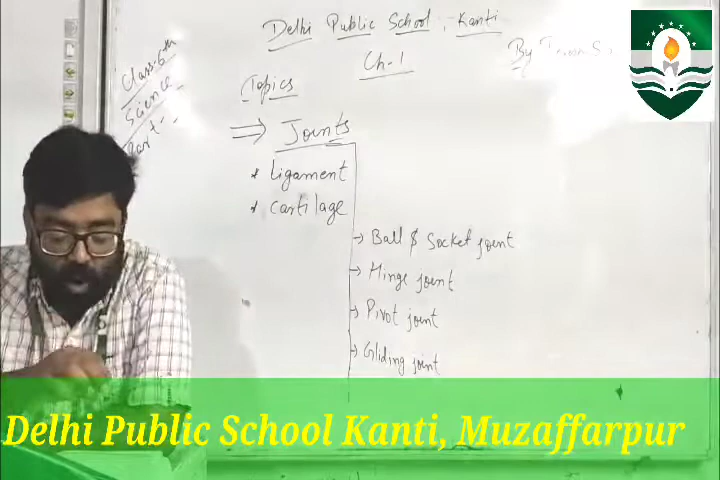 Delhi Public School, Kanti
Ch-1
By
Class-6th
Science
Part-
Topics
⇒ Joints
* ligament
* cartilage
→ Ball & Socket joint
→ Hinge joint
→ Pivot joint
→ Gliding joint
Delhi Public School Kanti, Muzaffarpur